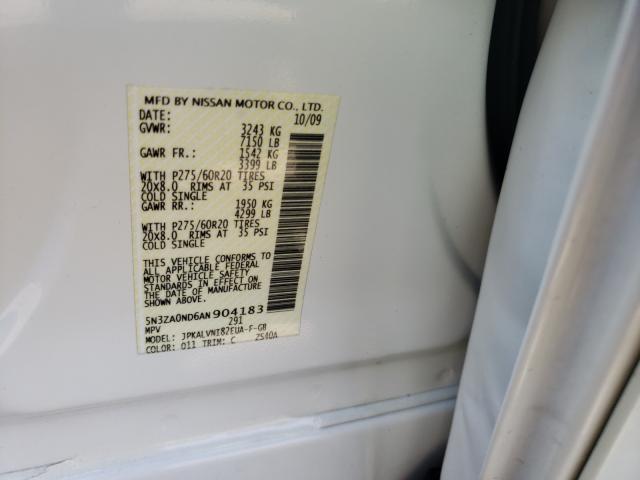 MFD BY NISSAN MOTOR CO., LTD.
DATE: 10/09
GVWR: 3243 KG
7150 LB
GAWR FR.: 1542 KG
3399 LB
WITH P275/60R20 TIRES
20X8.0 RIMS AT 35 PSI
COLD SINGLE
GAWR RR.: 1950 KG
4299 LB
WITH P275/60R20 TIRES
20X8.0 RIMS AT 35 PSI
COLD SINGLE
THIS VEHICLE CONFORMS TO
ALL APPLICABLE FEDERAL
MOTOR VEHICLE SAFETY
STANDARDS IN EFFECT ON
THE DATE OF MANUFACTURE
SHOWN ABOVE.
5N3ZA0ND6AN904183
MPV 291
MODEL: JPKALVNI82EUA-F-GB
COLOR: 011 TRIM: C 2S40A